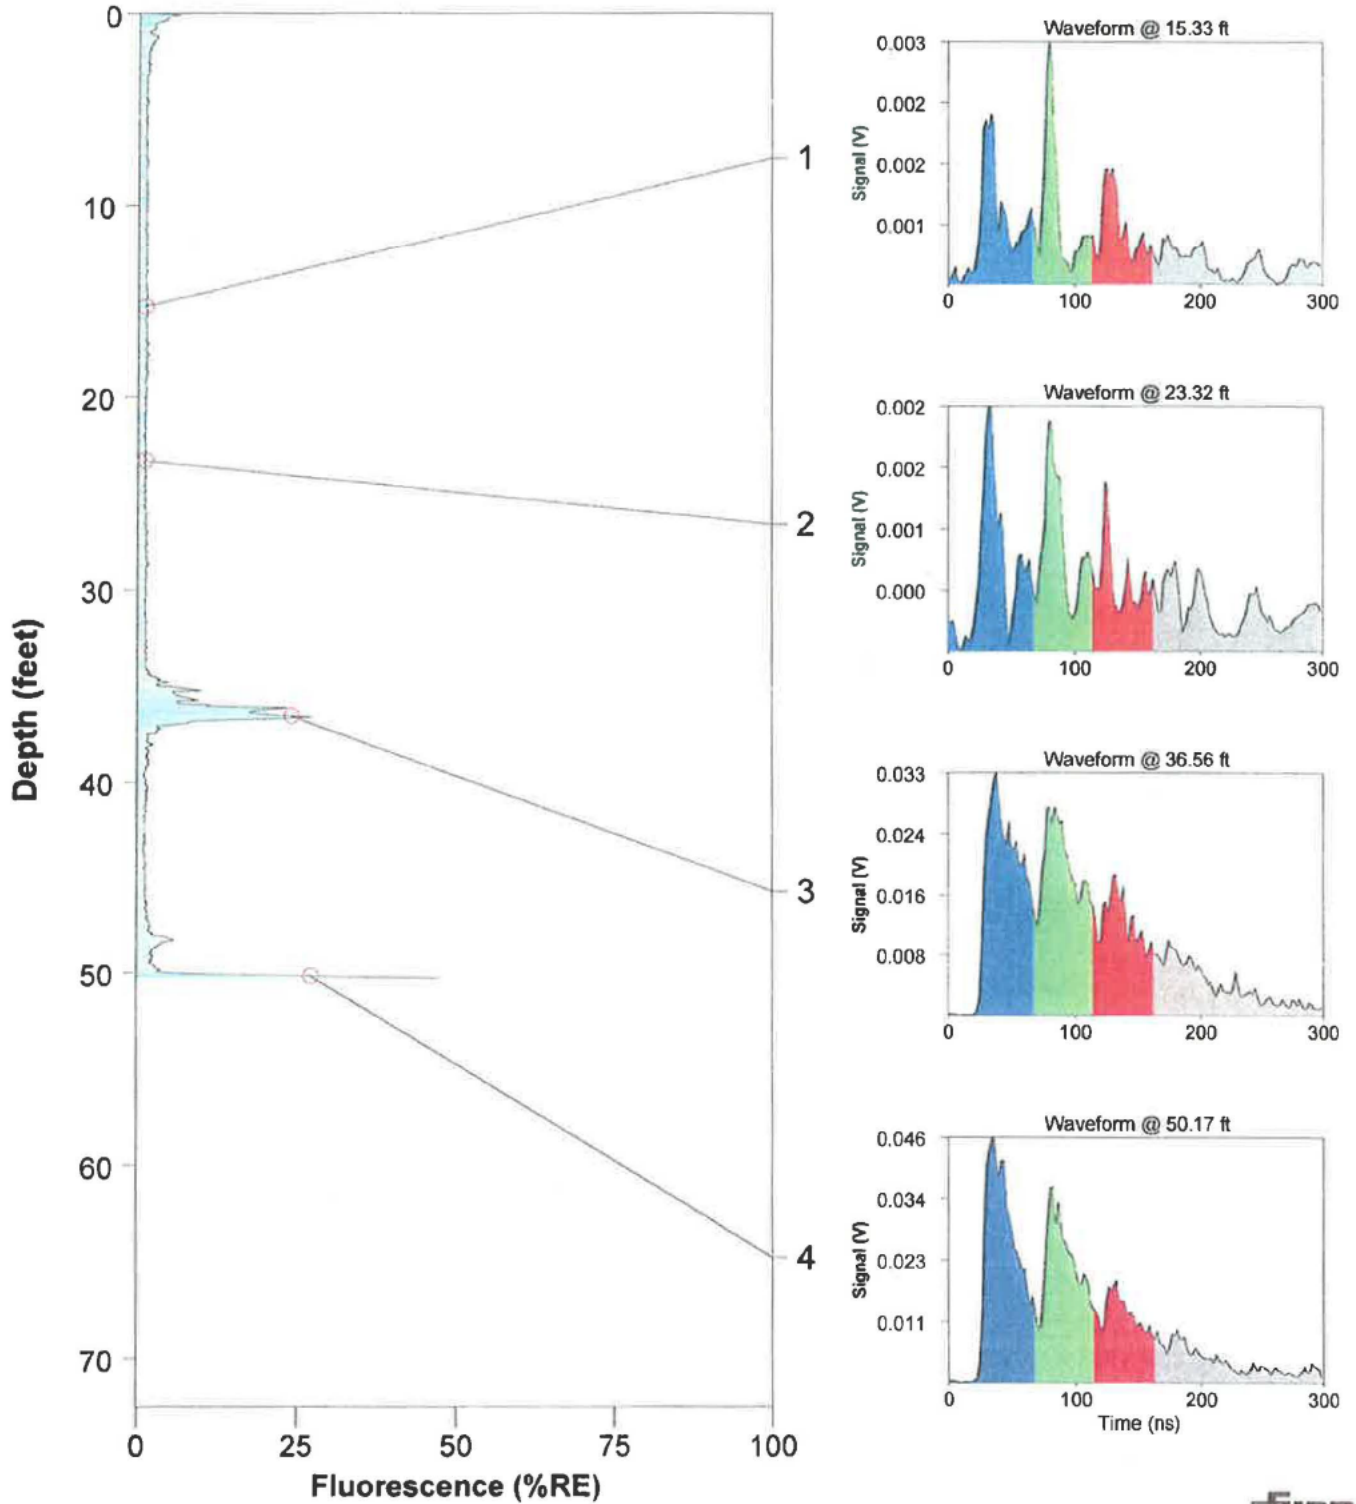 Depth (feet)
0
10
20
30
40
50
60
70
0 25 50 75 100
Fluorescence (%RE)
1
2
3
4
Waveform @ 15.33 ft
Signal (V)
0.003
0.002
0.002
0.001
0 100 200 300
Waveform @ 23.32 ft
Signal (V)
0.002
0.002
0.001
0.000
0 100 200 300
Waveform @ 36.56 ft
Signal (V)
0.033
0.024
0.016
0.008
0 100 200 300
Waveform @ 50.17 ft
Signal (V)
0.046
0.034
0.023
0.011
0 100 200 300
Time (ns)